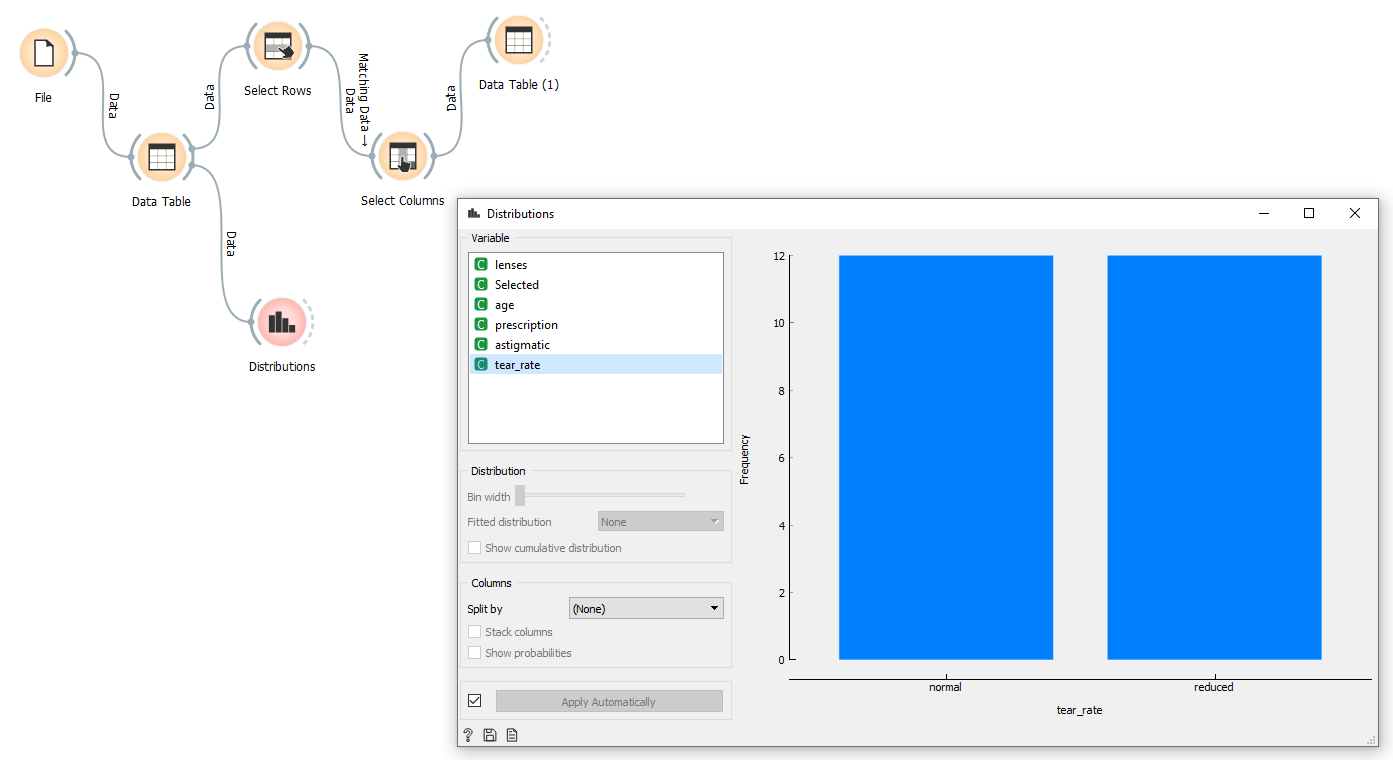 File
Data
Data Table
Data
Select Rows
Matching Data →
Data
Select Columns
Data
Data Table (1)
Data
Distributions
Distributions
Variable
C lenses
C Selected
C age
C prescription
C astigmatic
C tear_rate
Distribution
Bin width
Fitted distribution None
Show cumulative distribution
Columns
Split by (None)
Stack columns
Show probabilities
Apply Automatically
?
Frequency
12
10
8
6
4
2
0
normal reduced
tear_rate